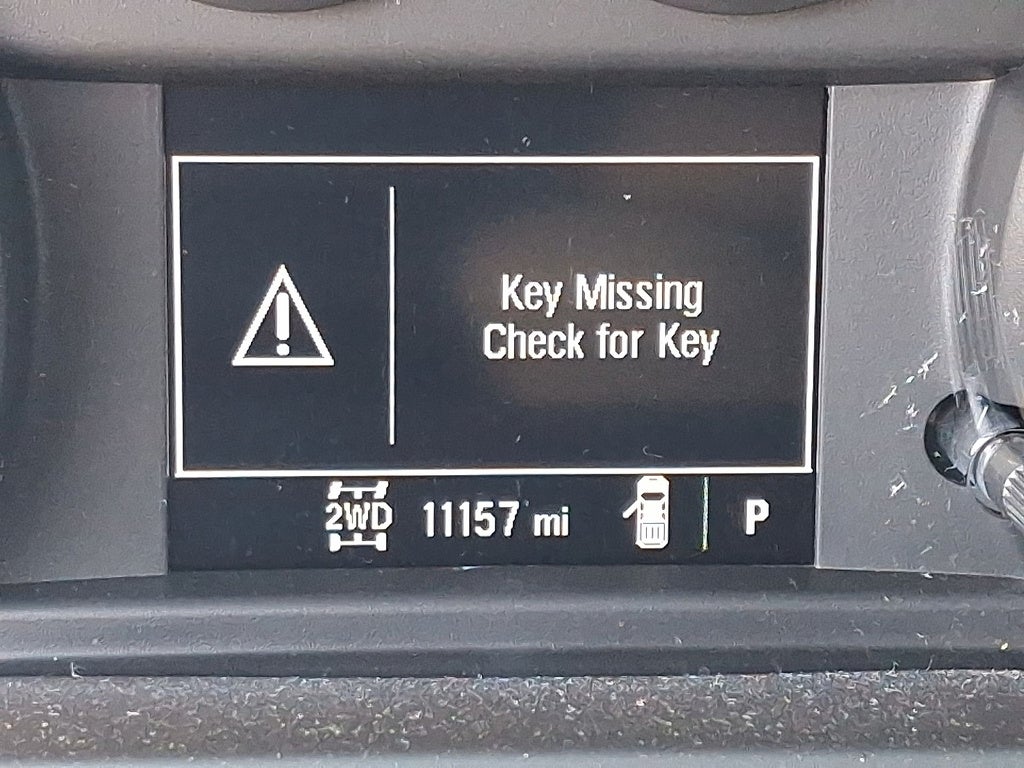 Key Missing
Check for Key
2WD 11157 mi P